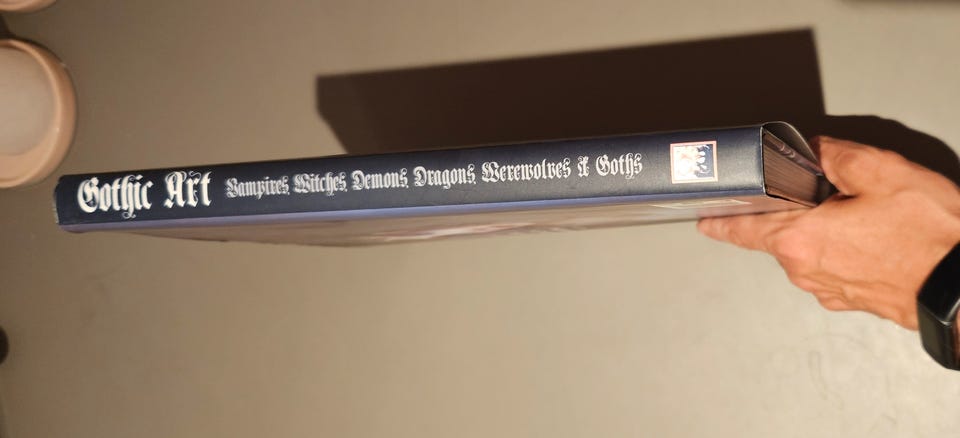 Gothic Art Vampires, Witches, Demons, Dragons, Werewolves & Goths